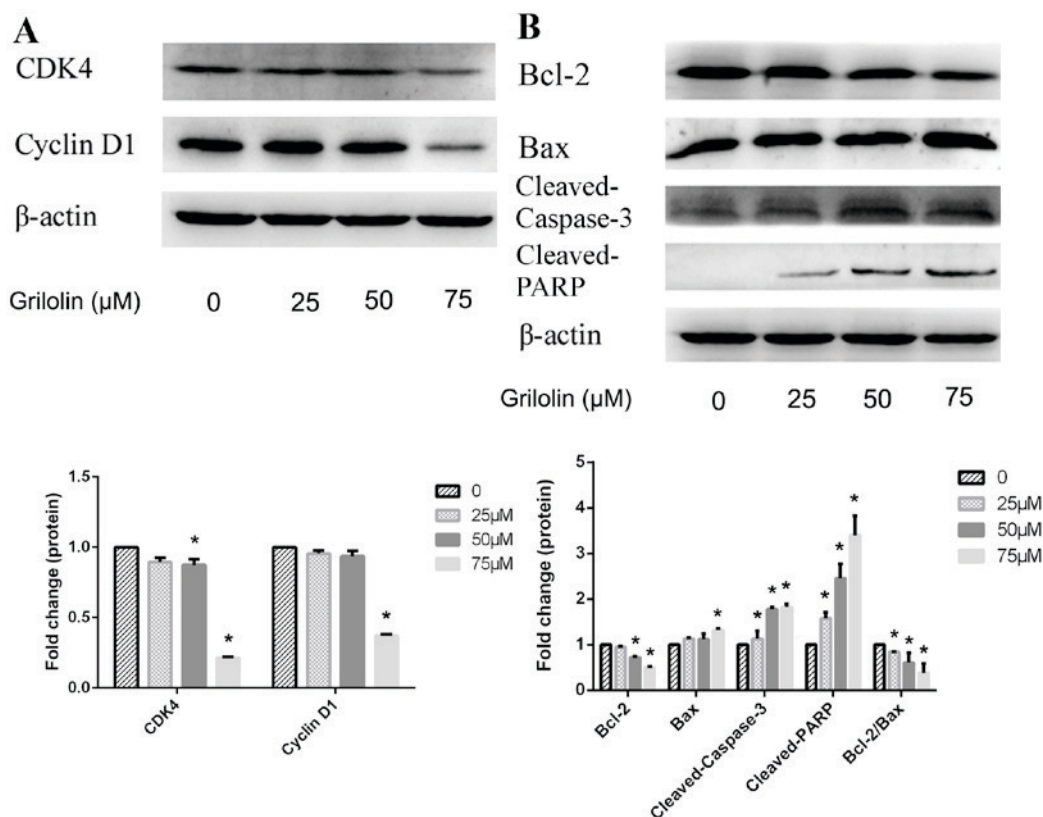 A
CDK4
Cyclin D1
β-actin
Grilolin (μM) 0 25 50 75
B
Bcl-2
Bax
Cleaved-
Caspase-3
Cleaved-
PARP
β-actin
Grilolin (μM) 0 25 50 75
Fold change (protein)
1.5
1.0
0.5
0.0
* * *
CDK4 Cyclin D1
0
25μM
50μM
75μM
Fold change (protein)
5
4
3
2
1
0
* * * * * * * * * * * *
Bcl-2 Bax Cleaved-Caspase-3 Cleaved-PARP Bcl-2/Bax
0
25μM
50μM
75μM